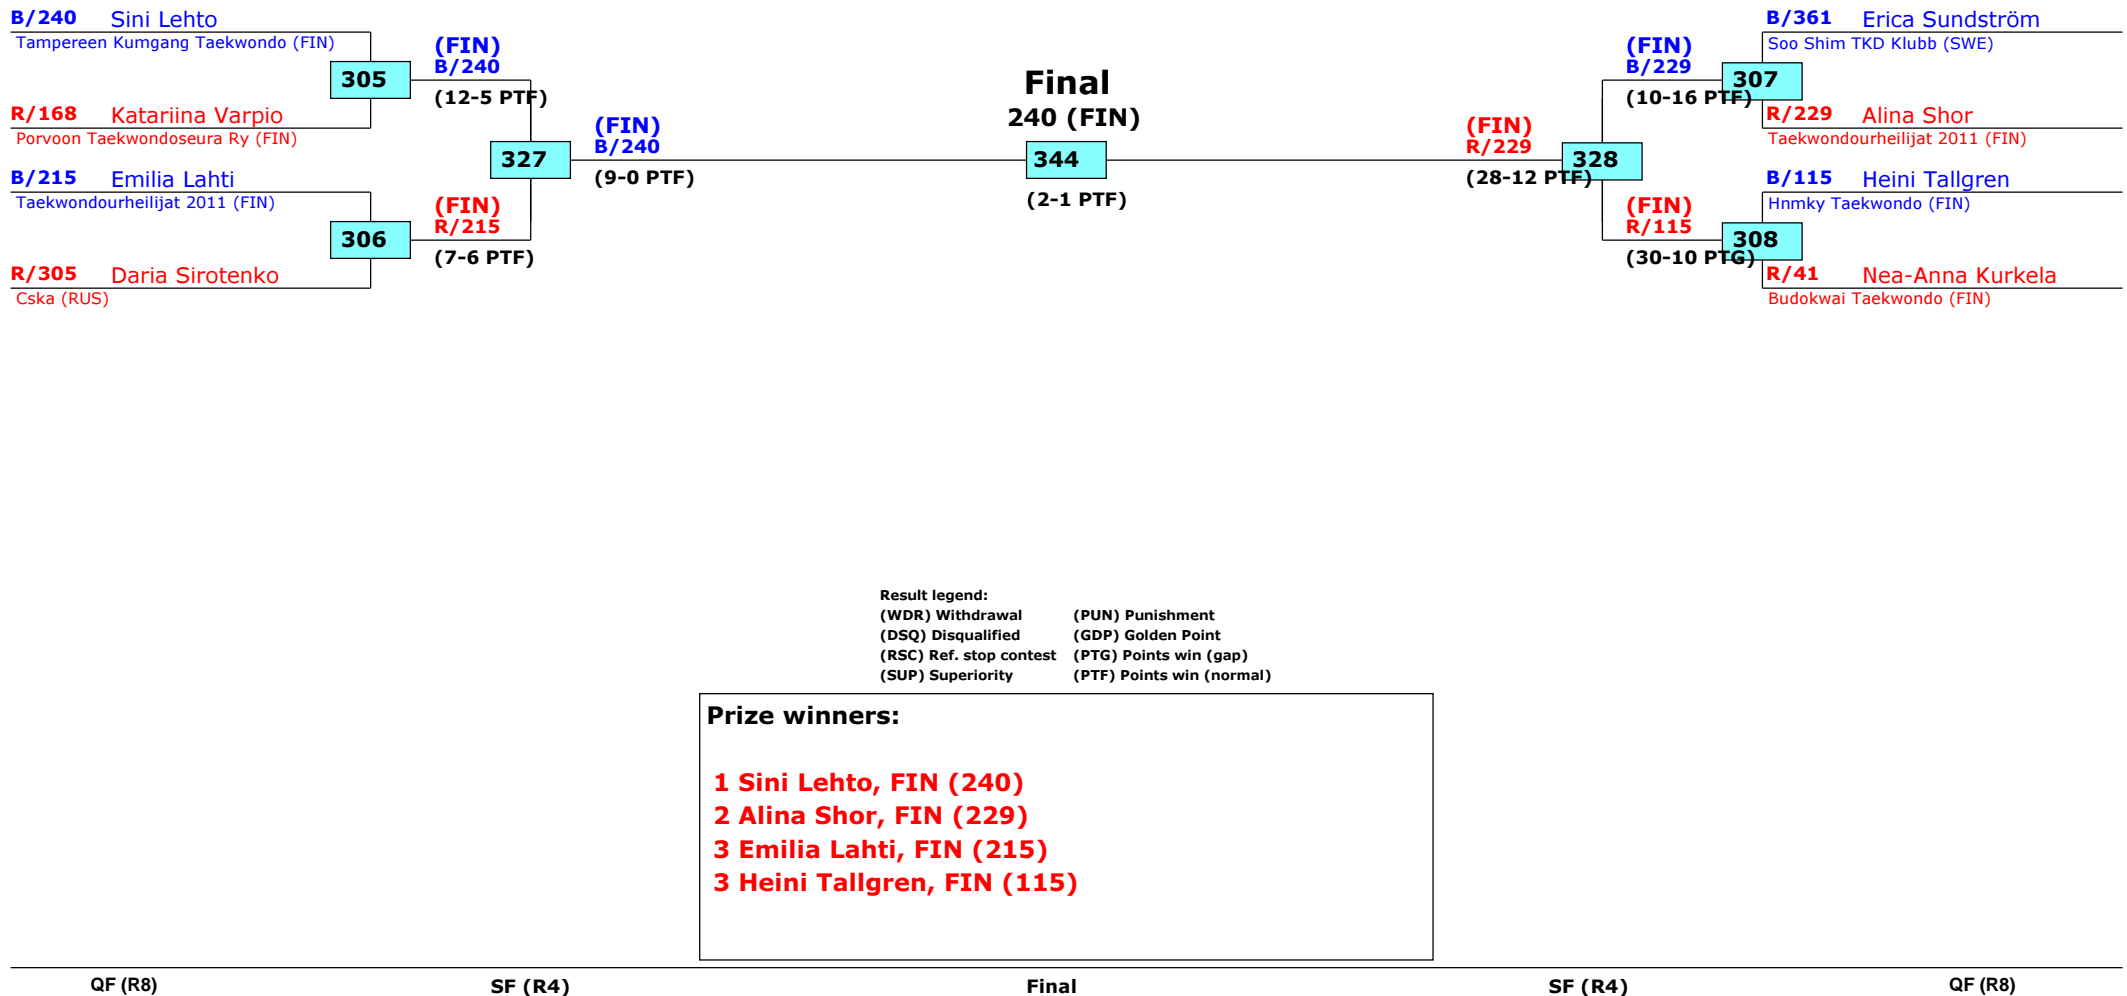 B/240 Sini Lehto
Tampereen Kumgang Taekwondo (FIN)
305
(FIN)
B/240
(12-5 PTF)
R/168 Katariina Varpio
Porvoon Taekwondoseura Ry (FIN)
327
(FIN)
B/240
(9-0 PTF)
B/215 Emilia Lahti
Taekwondourheilijat 2011 (FIN)
306
(FIN)
R/215
(7-6 PTF)
R/305 Daria Sirotenko
Cska (RUS)
Final
240 (FIN)
344
(2-1 PTF)
B/361 Erica Sundström
Soo Shim TKD Klubb (SWE)
(FIN)
B/229
307
(10-16 PTF)
R/229 Alina Shor
Taekwondourheilijat 2011 (FIN)
(FIN)
R/229
328
(28-12 PTF)
B/115 Heini Tallgren
Hnmky Taekwondo (FIN)
(FIN)
R/115
308
(30-10 PTG)
R/41 Nea-Anna Kurkela
Budokwai Taekwondo (FIN)
Result legend:
(WDR) Withdrawal (PUN) Punishment
(DSQ) Disqualified (GDP) Golden Point
(RSC) Ref. stop contest (PTG) Points win (gap)
(SUP) Superiority (PTF) Points win (normal)
Prize winners:
1 Sini Lehto, FIN (240)
2 Alina Shor, FIN (229)
3 Emilia Lahti, FIN (215)
3 Heini Tallgren, FIN (115)
QF (R8) SF (R4) Final SF (R4) QF (R8)